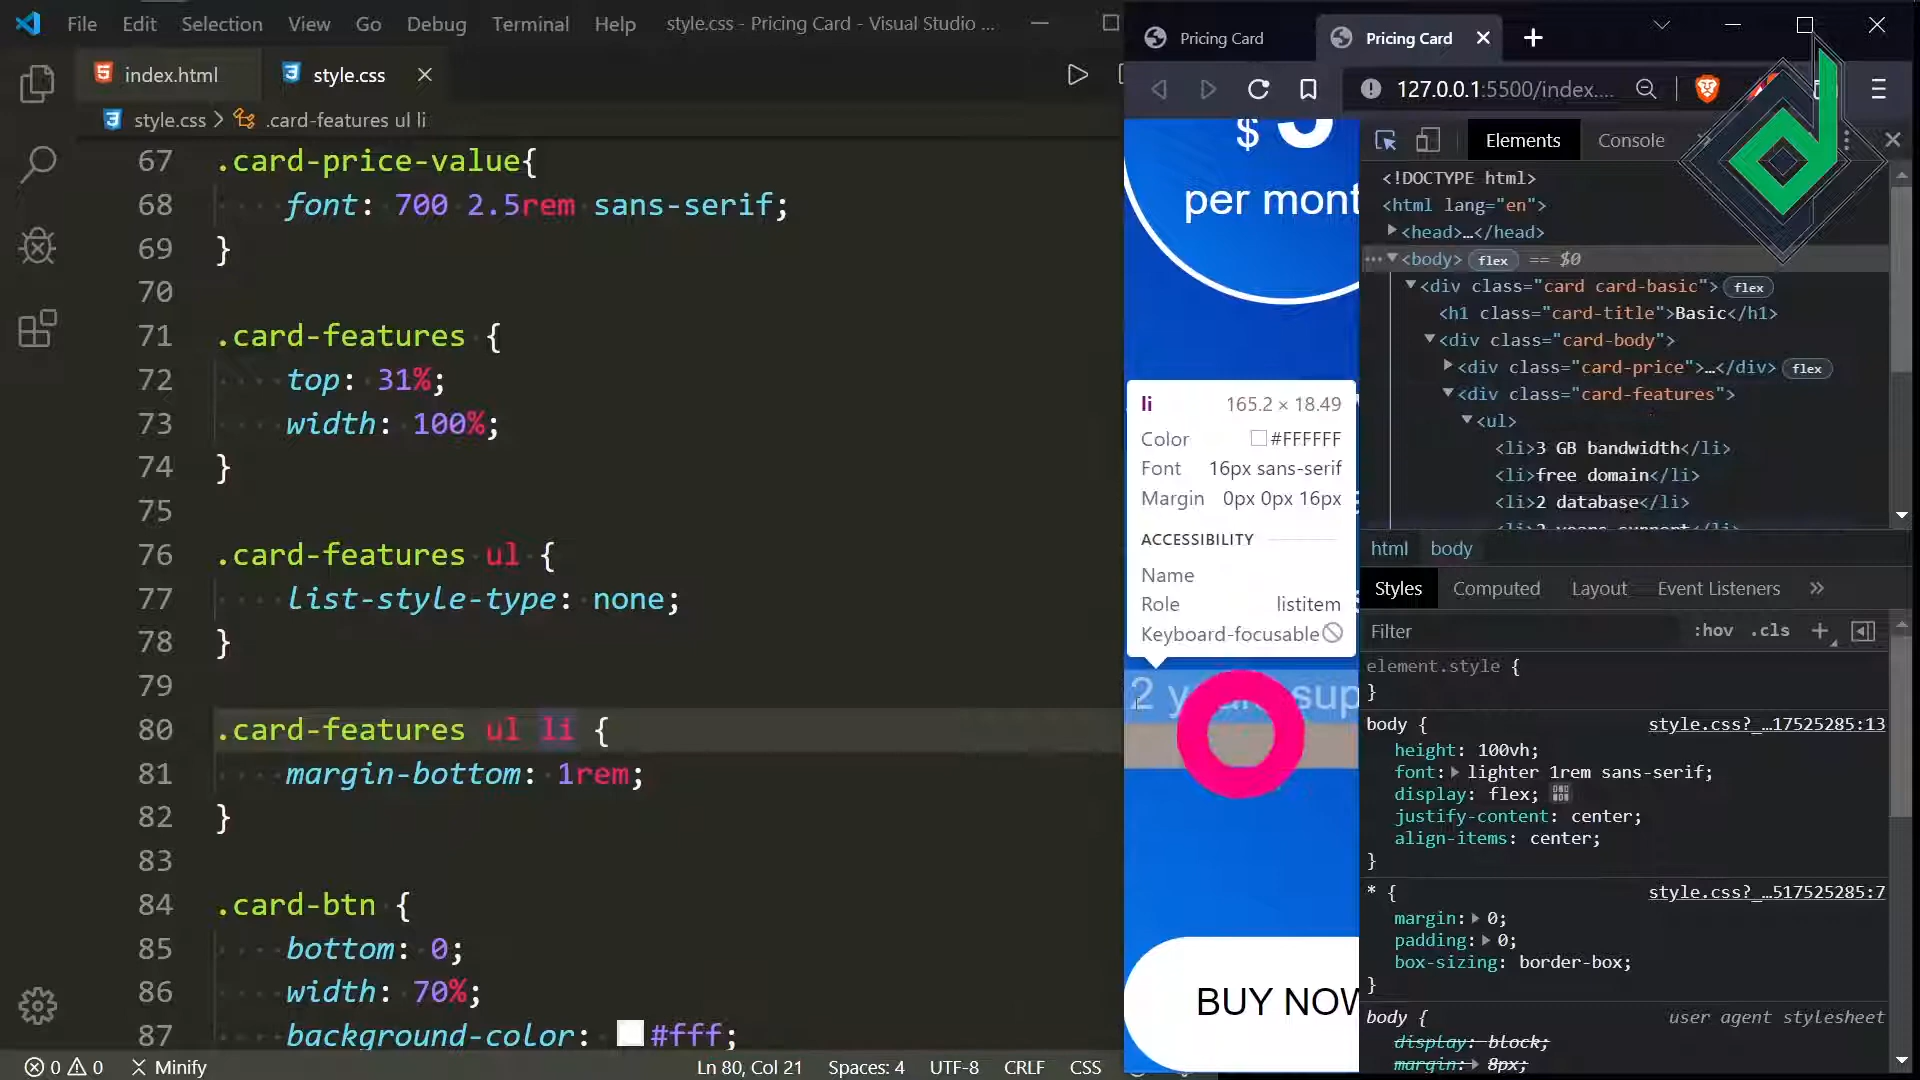 File Edit Selection View Go Debug Terminal Help style.css - Pricing Card - Visual Studio ...
index.html style.css
style.css > .card-features ul li
67 .card-price-value{
68 font: 700 2.5rem sans-serif;
69 }
70
71 .card-features {
72 top: 31%;
73 width: 100%;
74 }
75
76 .card-features ul {
77 list-style-type: none;
78 }
79
80 .card-features ul li {
81 margin-bottom: 1rem;
82 }
83
84 .card-btn {
85 bottom: 0;
86 width: 70%;
87 background-color: #fff;
0 0 Minify Ln 80, Col 21 Spaces: 4 UTF-8 CRLF CSS
Pricing Card Pricing Card
127.0.0.1:5500/index....
$
per mont
li 165.2 × 18.49
Color #FFFFFF
Font 16px sans-serif
Margin 0px 0px 16px
ACCESSIBILITY
Name
Role listitem
Keyboard-focusable
BUY NOW
Elements Console
<!DOCTYPE html>
<html lang="en">
<head>…</head>
<body> flex == $0
<div class="card card-basic"> flex
<h1 class="card-title">Basic</h1>
<div class="card-body">
<div class="card-price">…</div> flex
<div class="card-features">
<ul>
<li>3 GB bandwidth</li>
<li>free domain</li>
<li>2 database</li>
<li>2 years support</li>
html body
Styles Computed Layout Event Listeners »
Filter :hov .cls +
element.style {
}
body { style.css?_…17525285:13
height: 100vh;
font: lighter 1rem sans-serif;
display: flex;
justify-content: center;
align-items: center;
}
* { style.css?_…517525285:7
margin: 0;
padding: 0;
box-sizing: border-box;
}
body { user agent stylesheet
display: block;
margin: 8px;